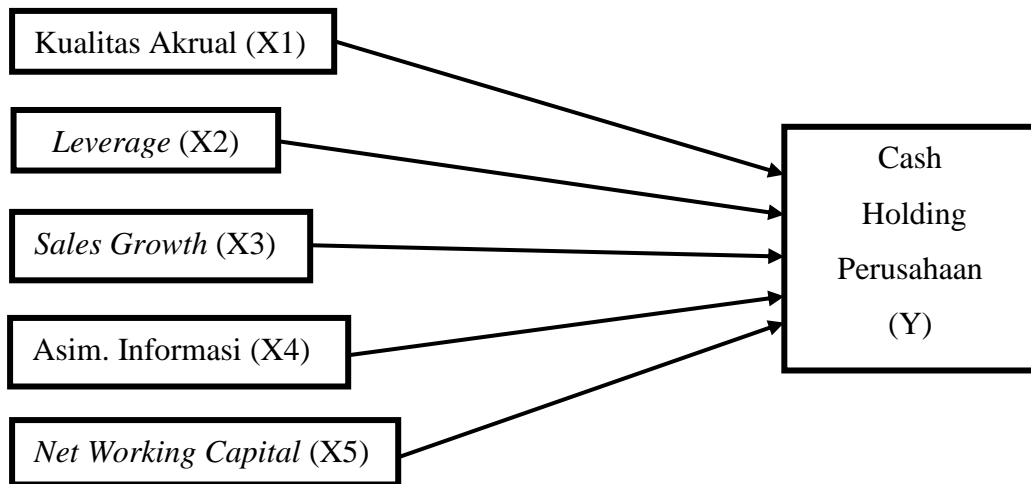 Kualitas Akrual (X1)
Leverage (X2)
Sales Growth (X3)
Asim. Informasi (X4)
Net Working Capital (X5)
Cash
Holding
Perusahaan
(Y)